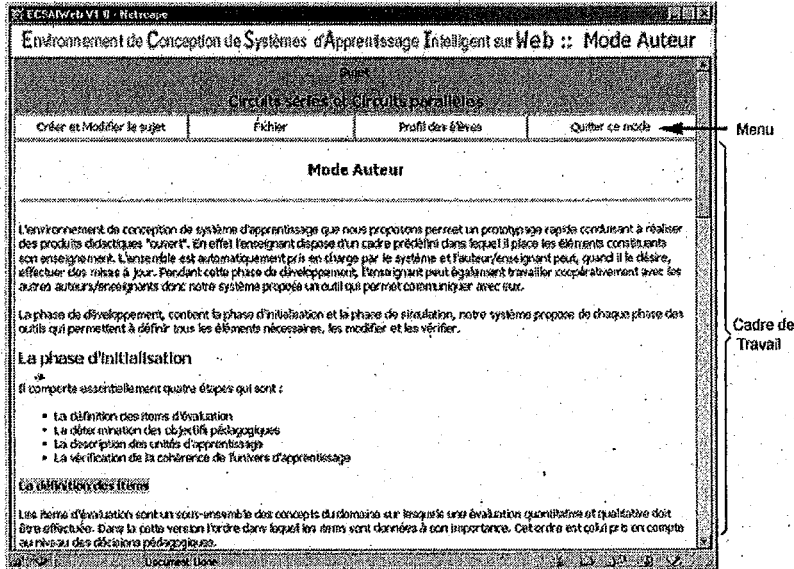 ECSAIWeb V1.0 - Netscape
Environnement de Conception de Systèmes d'Apprentissage Intelligent sur Web :: Mode Auteur
Sujet
Circuits séries et Circuits parallèles
Créer et Modifier le sujet Fichier Profil des élèves Quitter ce mode
Menu
Mode Auteur
L'environnement de conception de système d'apprentissage que nous proposons permet un prototypage rapide conduisant à réaliser
des produits didactiques "ouvert". En effet l'enseignant dispose d'un cadre prédéfini dans lequel il place les éléments constituants
son enseignement. L'ensemble est automatiquement pris en charge par le système et l'auteur/enseignant peut, quand il le désire,
effectuer des mises à jour. Pendant cette phase de développement, l'enseignant peut également travailler coopérativement avec les
autres auteurs/enseignants donc notre système propose un outil qui permet communiquer avec eux.
La phase de développement, contient la phase d'initialisation et la phase de simulation, notre système propose de chaque phase des
outils qui permettent à définir tous les éléments nécessaires, les modifier et les vérifier.
Cadre de
Travail
La phase d'initialisation
Il comporte essentiellement quatre étapes qui sont :
• La définition des items d'évaluation
• La détermination des objectifs pédagogiques
• La description des unités d'apprentissage
• La vérification de la cohérence de l'univers d'apprentissage
La définition des items
Les items d'évaluation sont un sous-ensemble des concepts du domaine sur lesquels une évaluation quantitative et qualitative doit
être effectuée. Dans la cette version l'ordre dans lequel les items sont données à son importance. Cet ordre est celui pris en compte
au niveau des décisions pédagogiques.
Document: Done